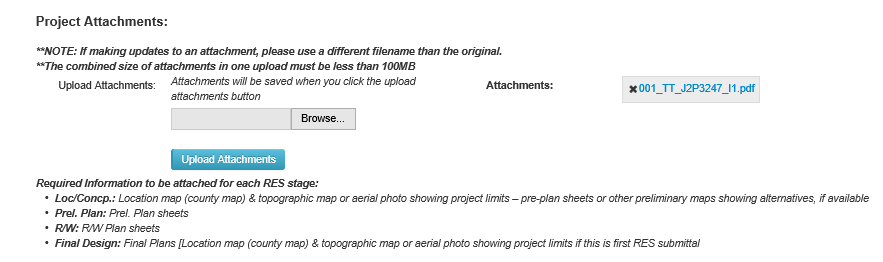 Project Attachments:
**NOTE: If making updates to an attachment, please use a different filename than the original.
**The combined size of attachments in one upload must be less than 100MB
Upload Attachments:
Attachments will be saved when you click the upload
attachments button
Browse...
Upload Attachments
Attachments:
✖001_TT_J2P3247_I1.pdf
Required Information to be attached for each RES stage:
• Loc/Concp.: Location map (county map) & topographic map or aerial photo showing project limits – pre-plan sheets or other preliminary maps showing alternatives, if available
• Prel. Plan: Prel. Plan sheets
• R/W: R/W Plan sheets
• Final Design: Final Plans [Location map (county map) & topographic map or aerial photo showing project limits if this is first RES submittal